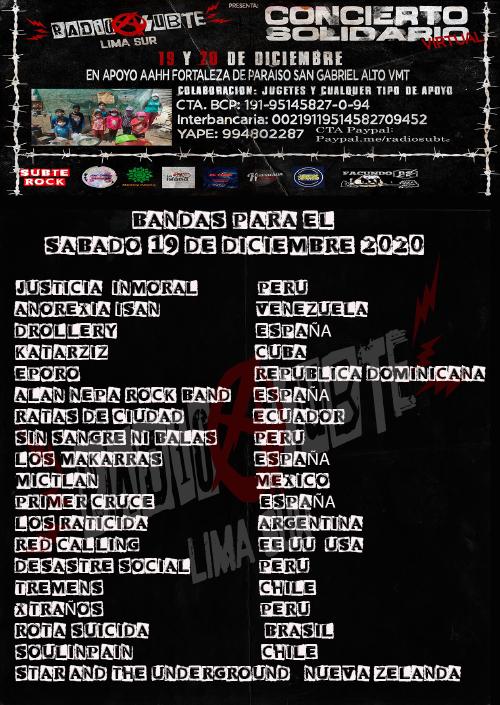 RADIO SUBTE
LIMA SUR
PRESENTA:
CONCIERTO
SOLIDARIO
VIRTUAL
19 Y 20 DE DICIEMBRE
EN APOYO AAHH FORTALEZA DE PARAISO SAN GABRIEL ALTO VMT
COLABORACION: JUGETES Y CUALQUER TIPO DE APOYO
CTA. BCP: 191-95145827-0-94
Interbancaria: 00219119514582709452
YAPE: 994802287 CTA Paypal:
Paypal.me/radiosubte
SUBTE
ROCK
FACUNDO
BANDAS PARA EL
SABADO 19 DE DICIEMBRE 2020
JUSTICIA INMORAL PERU
ANOREXIA ISAN VENEZUELA
DROLLERY ESPAÑA
KATARZIZ CUBA
EPORO REPUBLICA DOMINICANA
ALAN NEPA ROCK BAND ESPAÑA
RATAS DE CIUDAD ECUADOR
SIN SANGRE NI BALAS PERU
LOS MAKARRAS ESPAÑA
MICTLAN MEXICO
PRIMER CRUCE ESPAÑA
LOS RATICIDA ARGENTINA
RED CALLING EE UU USA
DESASTRE SOCIAL PERU
TREMENS CHILE
XTRAÑOS PERU
ROTA SUICIDA BRASIL
SOULINPAIN CHILE
STAR AND THE UNDERGROUND NUEVA ZELANDA
RADIO SUBTE
LIMA SUR